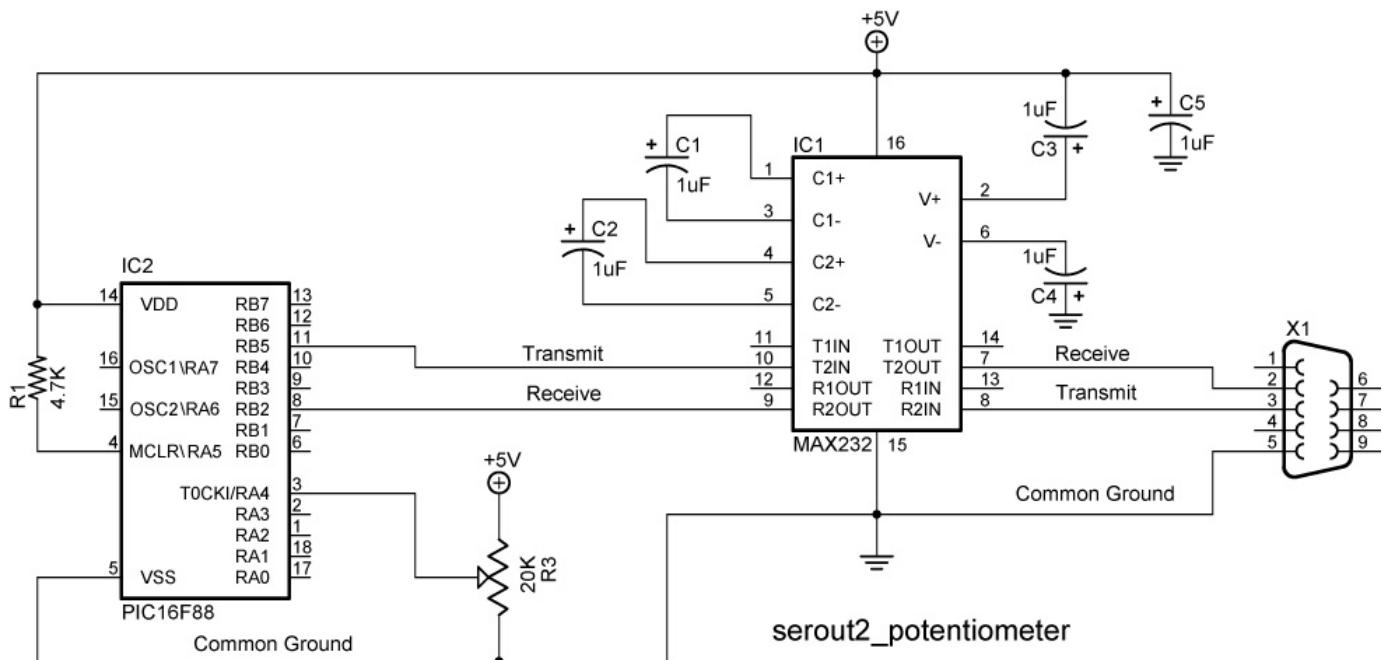 +5V
1uF
C3
+
+
C5
1uF
IC1
16
+
C1
1uF
1
C1+
V+
2
3
C1-
+
C2
1uF
4
C2+
V-
6
5
C2-
1uF
C4
+
11
T1IN
T1OUT
14
10
T2IN
T2OUT
7
12
R1OUT
R1IN
13
9
R2OUT
R2IN
8
MAX232
15
IC2
14
VDD
RB7
13
RB6
12
RB5
11
16
OSC1\RA7
RB4
10
RB3
9
15
OSC2\RA6
RB2
8
RB1
7
4
MCLR\RA5
RB0
6
T0CKI/RA4
3
RA3
2
RA2
1
RA1
18
5
VSS
RA0
17
PIC16F88
R1
4.7K
Transmit
Receive
Receive
Transmit
X1
1
2
3
4
5
6
7
8
9
+5V
20K
R3
Common Ground
Common Ground
serout2_potentiometer